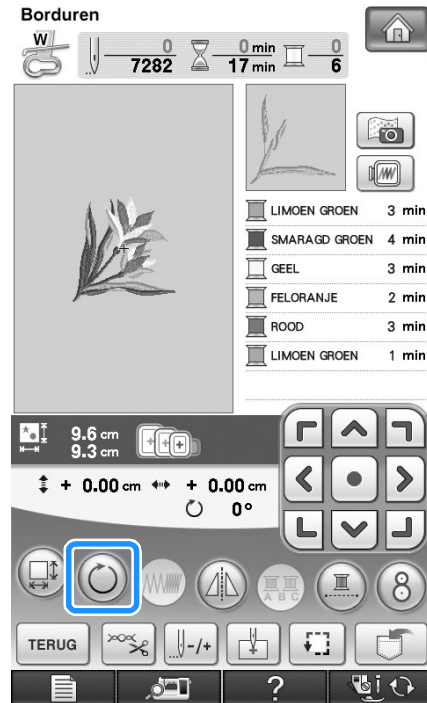 Borduren
W
0 0 min 0
7282 17 min 6
LIMOEN GROEN 3 min
SMARAGD GROEN 4 min
GEEL 3 min
FELORANJE 2 min
ROOD 3 min
LIMOEN GROEN 1 min
9.6 cm
9.3 cm
+ 0.00 cm + 0.00 cm
0°
A B C
8
TERUG -/+
?